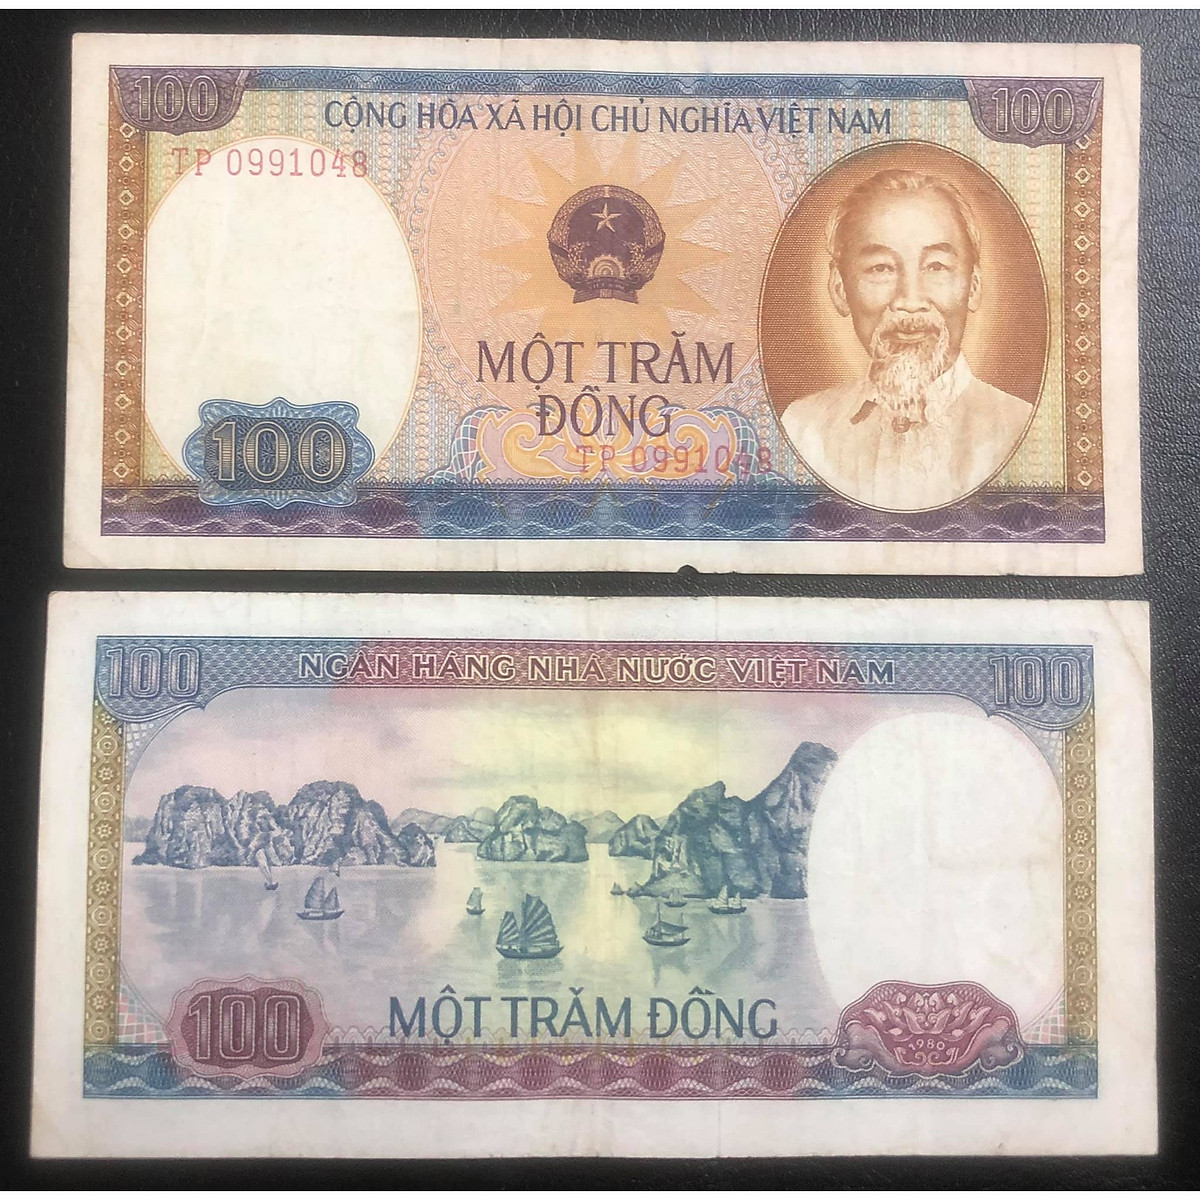 100
100
CỘNG HÒA XÃ HỘI CHỦ NGHĨA VIỆT NAM
TP 0991048
MỘT TRĂM
ĐỒNG
100
TP 0991048
100
NGÂN HÀNG NHÀ NƯỚC VIỆT NAM
100
100
MỘT TRĂM ĐỒNG
1980